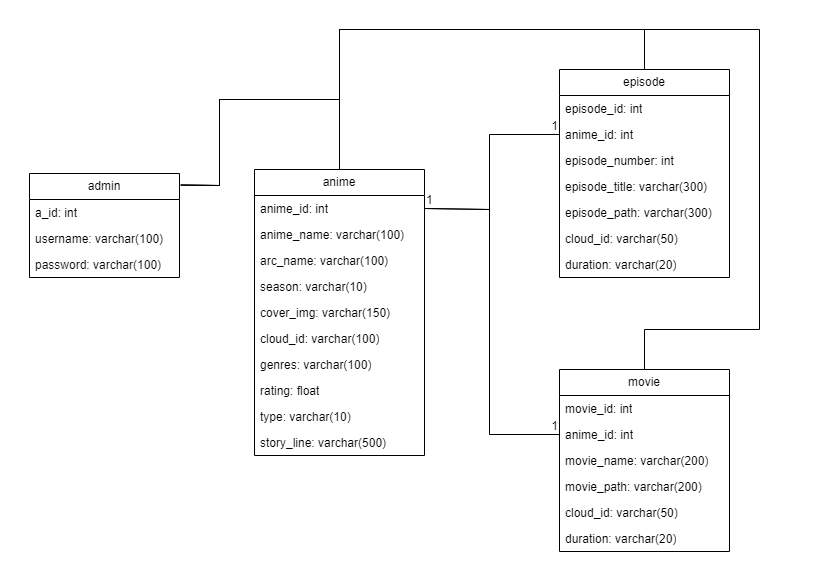 admin
a_id: int
username: varchar(100)
password: varchar(100)
anime
anime_id: int
anime_name: varchar(100)
arc_name: varchar(100)
season: varchar(10)
cover_img: varchar(150)
cloud_id: varchar(100)
genres: varchar(100)
rating: float
type: varchar(10)
story_line: varchar(500)
1
1
1
episode
episode_id: int
anime_id: int
episode_number: int
episode_title: varchar(300)
episode_path: varchar(300)
cloud_id: varchar(50)
duration: varchar(20)
movie
movie_id: int
anime_id: int
movie_name: varchar(200)
movie_path: varchar(200)
cloud_id: varchar(50)
duration: varchar(20)